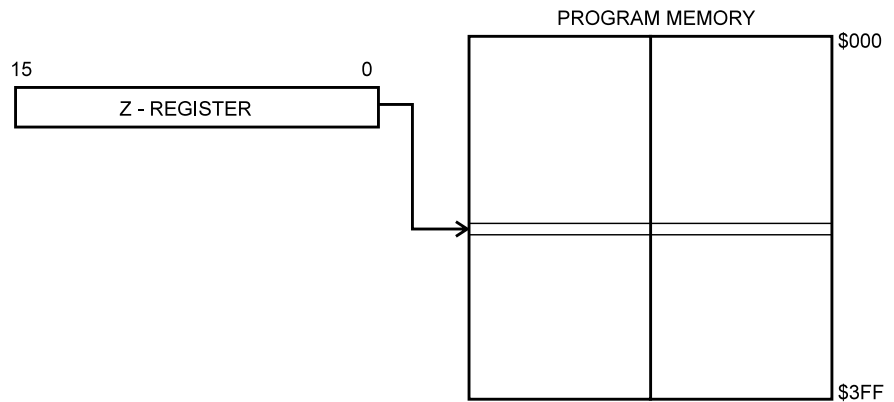 PROGRAM MEMORY
$000
15 0
Z - REGISTER
$3FF